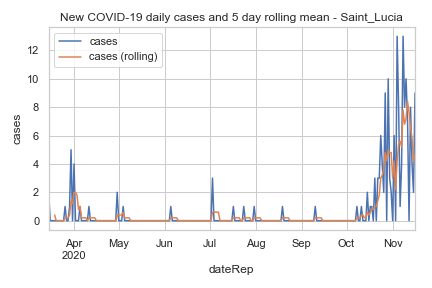 New COVID-19 daily cases and 5 day rolling mean - Saint_Lucia
cases
cases (rolling)
12
10
8
6
4
2
0
cases
Apr May Jun Jul Aug Sep Oct Nov
2020
dateRep